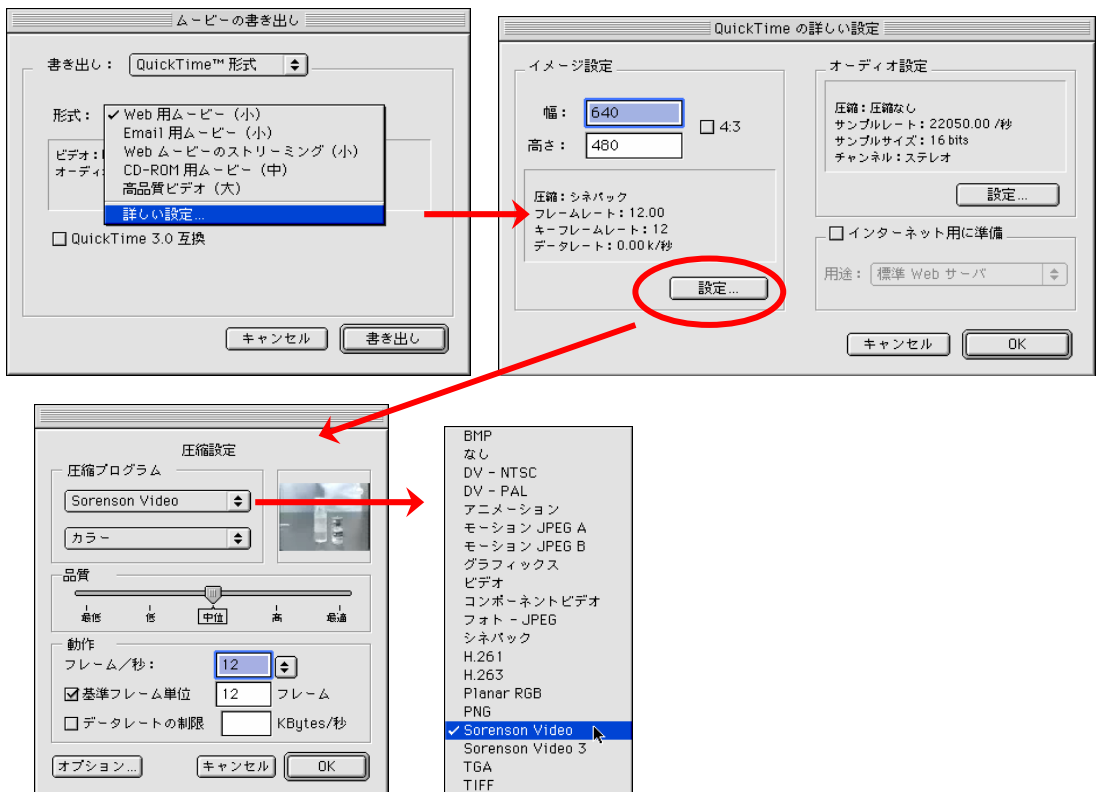 ムービーの書き出し
書き出し： QuickTime™ 形式
形式： ✓ Web 用ムービー（小）
Email 用ムービー（小）
Web ムービーのストリーミング（小）
CD-ROM 用ムービー（中）
高品質ビデオ（大）
詳しい設定...
ビデオ：
オーディ
QuickTime 3.0 互換
キャンセル
書き出し
QuickTime の詳しい設定
イメージ設定
幅： 640
4:3
高さ： 480
圧縮：シネパック
フレームレート：12.00
キーフレームレート：12
データレート：0.00 k/秒
設定...
オーディオ設定
圧縮：圧縮なし
サンプルレート：22050.00 /秒
サンプルサイズ：16 bits
チャンネル：ステレオ
設定...
インターネット用に準備
用途： 標準 Web サーバ
キャンセル
OK
圧縮設定
圧縮プログラム
Sorenson Video
カラー
品質
最低 低 中位 高 最適
動作
フレーム／秒： 12
基準フレーム単位 12 フレーム
データレートの制限 KBytes/秒
オプション...
キャンセル
OK
BMP
なし
DV - NTSC
DV - PAL
アニメーション
モーション JPEG A
モーション JPEG B
グラフィックス
ビデオ
コンポーネントビデオ
フォト - JPEG
シネパック
H.261
H.263
Planar RGB
PNG
✓ Sorenson Video
Sorenson Video 3
TGA
TIFF